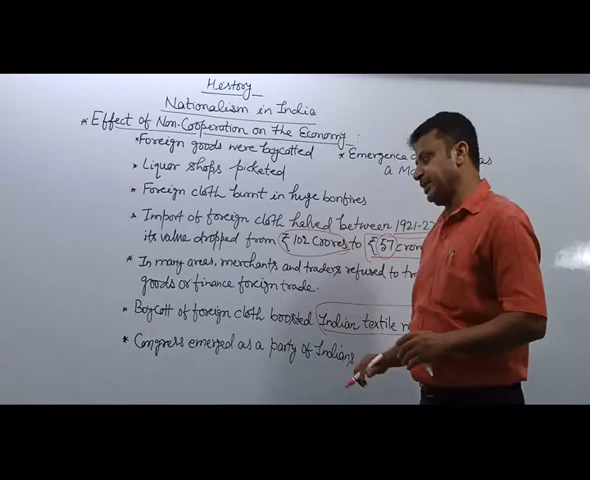 History
Nationalism in India
* Effect of Non-Cooperation on the Economy :
* Foreign goods were boycotted
* Liquor shops picketed
* Foreign cloth burnt in huge bonfires
* Import of foreign cloth helved between 1921-22
its value dropped from ₹102 Crores to ₹57 cror
* In many areas, merchants and traders refused to
goods or finance foreign trade.
* Boycott of foreign cloth boosted Indian textile
* Congress emerged as a party of Indians
* Emergence as
a